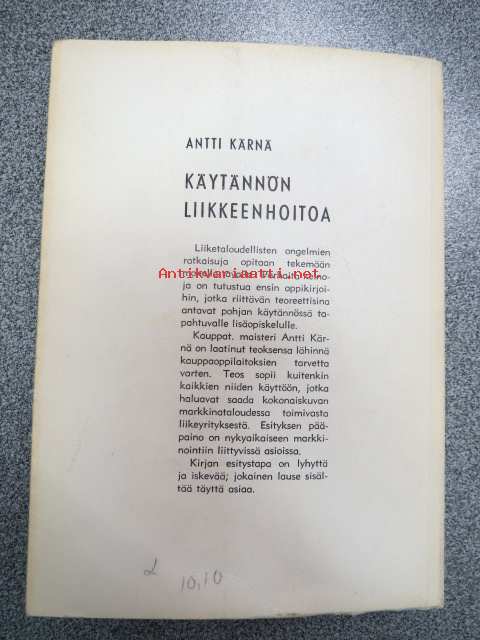 ANTTI KÄRNÄ
KÄYTÄNNÖN
LIIKKEENHOITOA
Liiketaloudellisten ongelmien
ratkaisuja opitaan tekemään
Antikvariaatti.com
ja on tutustua ensin oppikirjoi-
hin, jotka riittävän teoreettisina
antavat pohjan käytännössä ta-
pahtuvalle lisäopiskelulle.
Kauppat. maisteri Antti Kär-
nä on laatinut teoksensa lähinnä
kauppaoppilaitoksien tarvetta
varten. Teos sopii kuitenkin
kaikkien niiden käyttöön, jotka
haluavat saada kokonaiskuvan
markkinataloudessa toimivasta
liikeyrityksestä. Esityksen pää-
paino on nykyaikaiseen markki-
nointiin liittyvissä asioissa.
Kirjan esitystapa on lyhyttä
ja iskevää; jokainen lause sisäl-
tää täyttä asiaa.
10,10